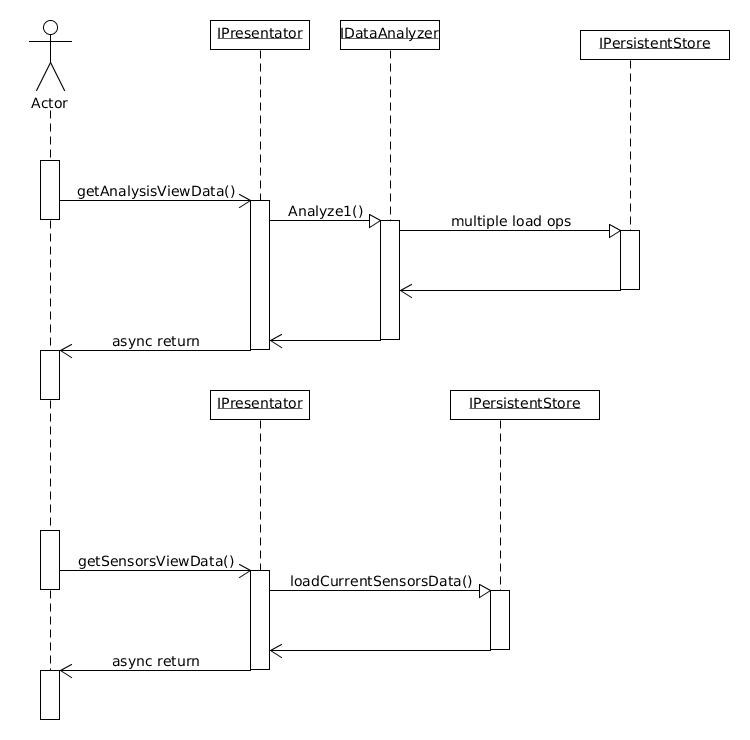 IPresentator
IDataAnalyzer
IPersistentStore
Actor
getAnalysisViewData()
Analyze1()
multiple load ops
async return
IPresentator
IPersistentStore
getSensorsViewData()
loadCurrentSensorsData()
async return